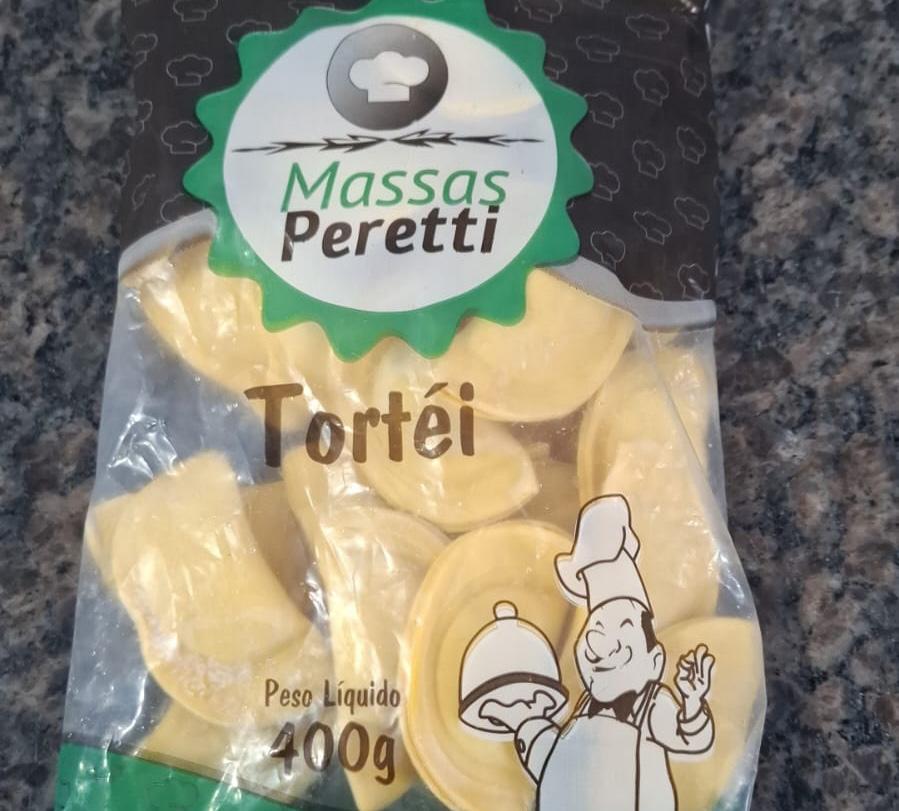 Massas
Peretti
Tortéi
Peso Líquido
400g